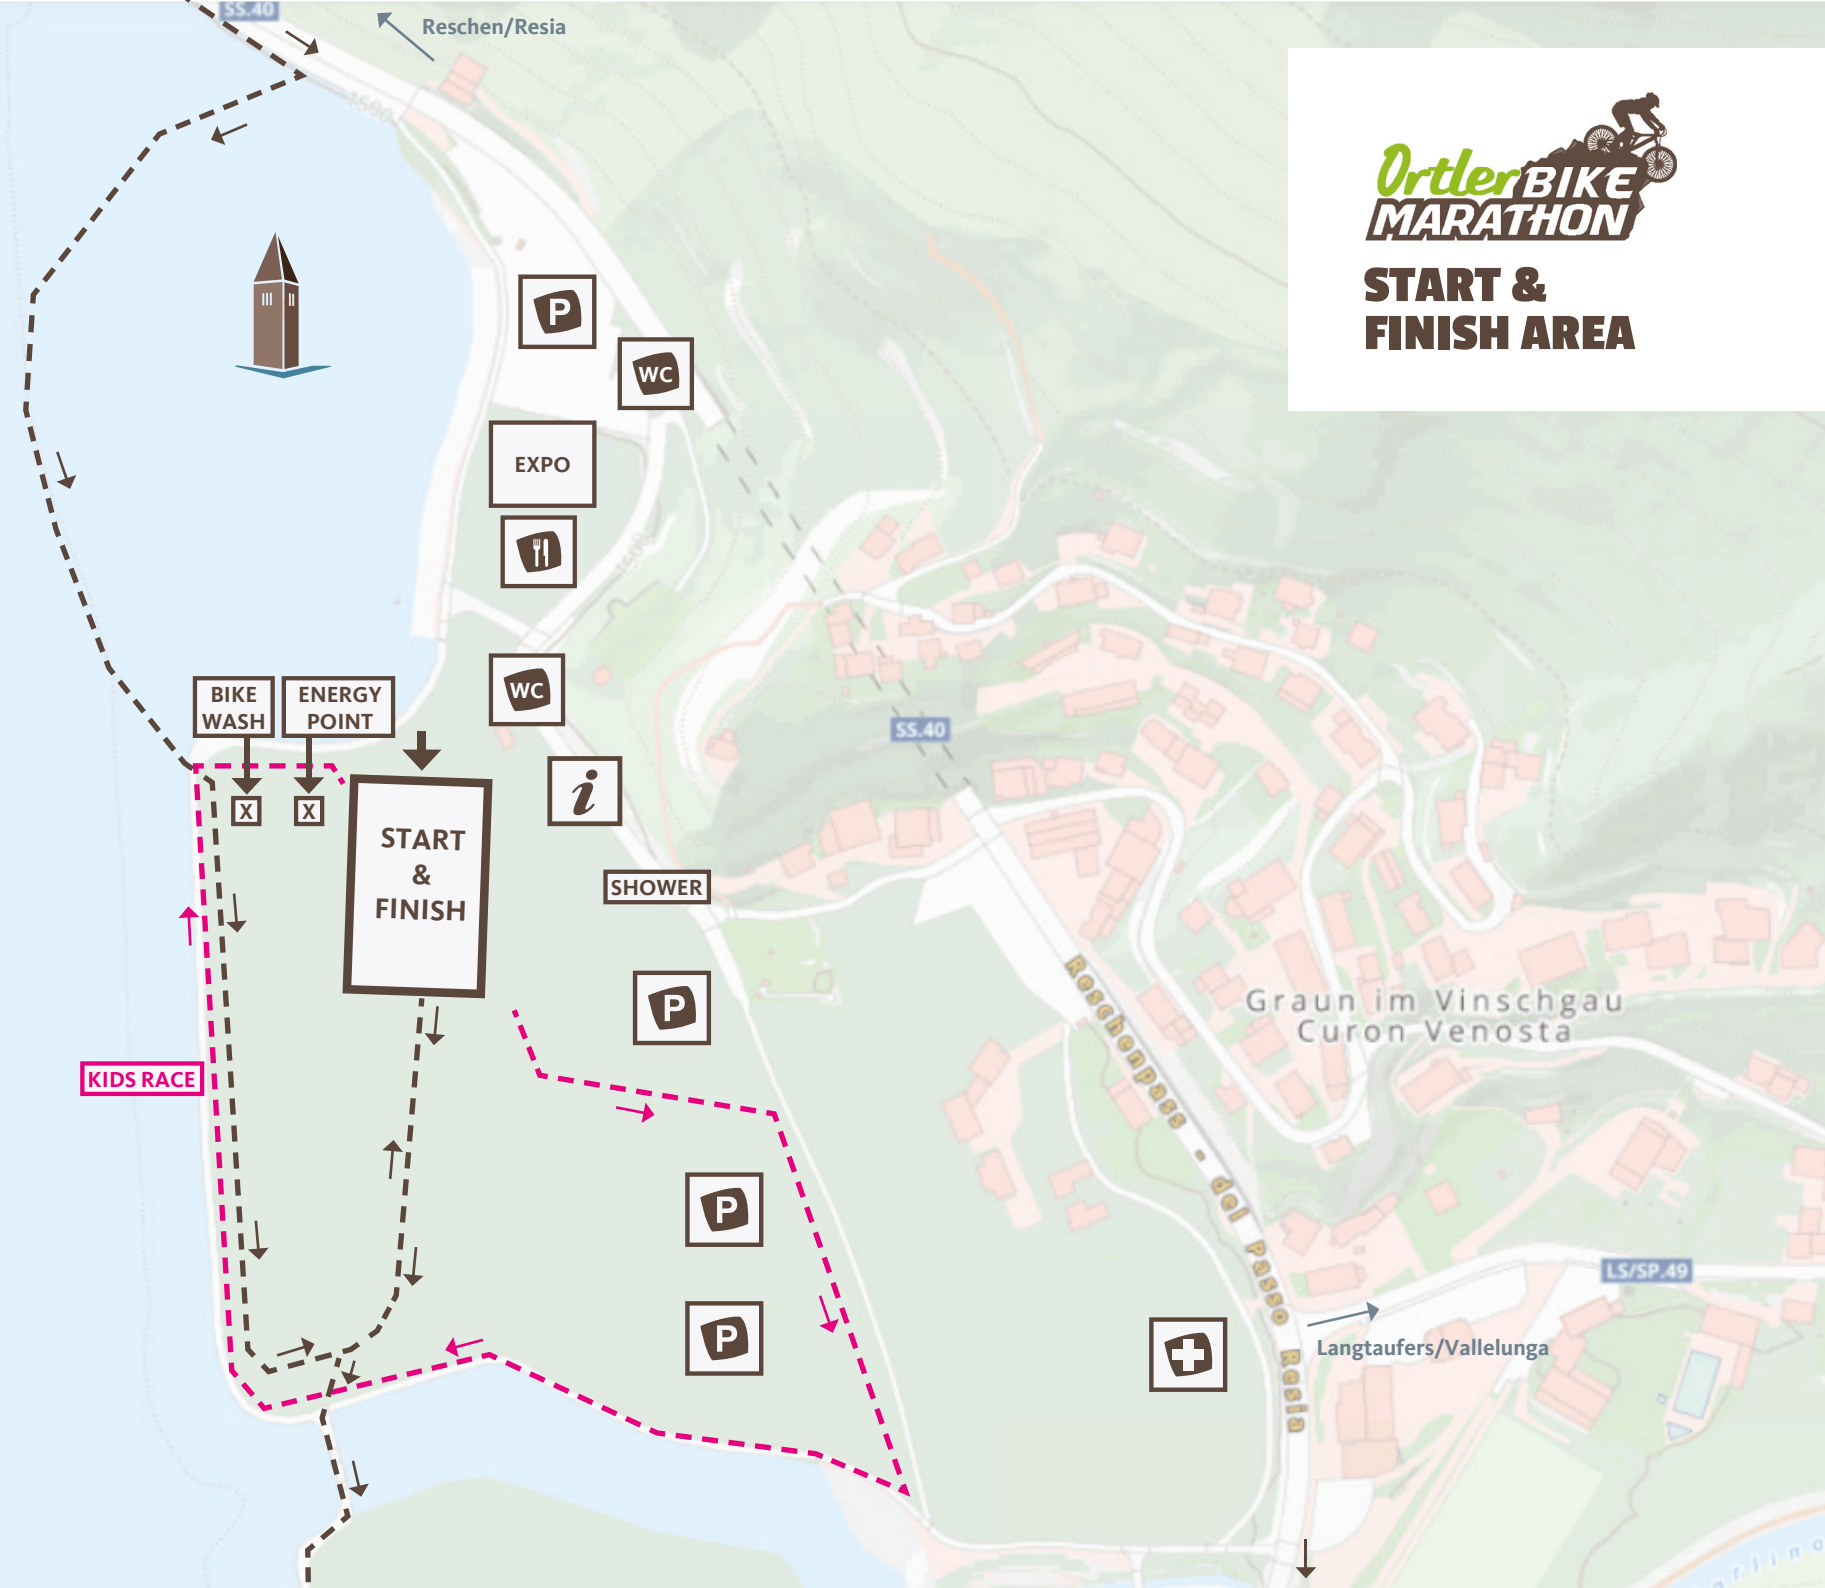 SS.40
Reschen/Resia
1500
Ortler BIKE
MARATHON
START &
FINISH AREA
P
WC
EXPO
1500
WC
BIKE
WASH
ENERGY
POINT
SS.40
i
X
X
START
&
FINISH
SHOWER
P
Graun im Vinschgau
Curon Venosta
Reschenpass - del Passo Resia
KIDS RACE
P
P
LS/SP.49
Langtaufers/Vallelunga